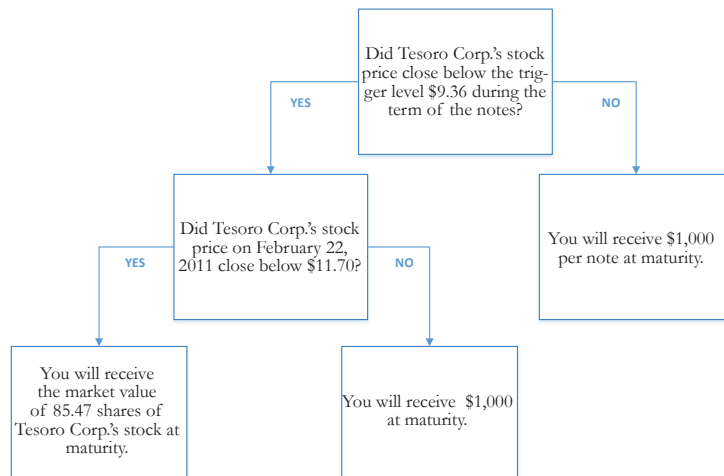 Did Tesoro Corp.'s stock
price close below the trig-
ger level $9.36 during the
term of the notes?
YES
NO
Did Tesoro Corp.'s stock
price on February 22,
2011 close below $11.70?
You will receive $1,000
per note at maturity.
YES
NO
You will receive
the market value
of 85.47 shares of
Tesoro Corp.'s stock at
maturity.
You will receive $1,000
at maturity.